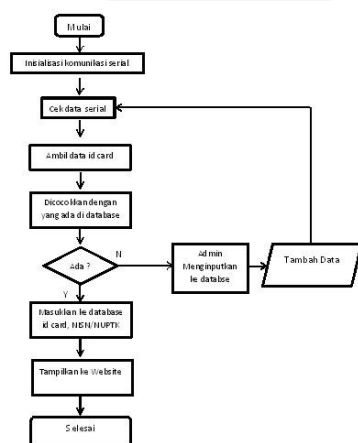 Mulai
Inisialisasi komunikasi serial
Cek data serial
Ambil data id card
Dicocokkan dengan
yang ada di database
Ada ?
N
Admin
Menginputkan
ke databse
Tambah Data
Y
Masukkan ke database
id card, NISN/NUPTK
Tampilkan ke Website
Selesai